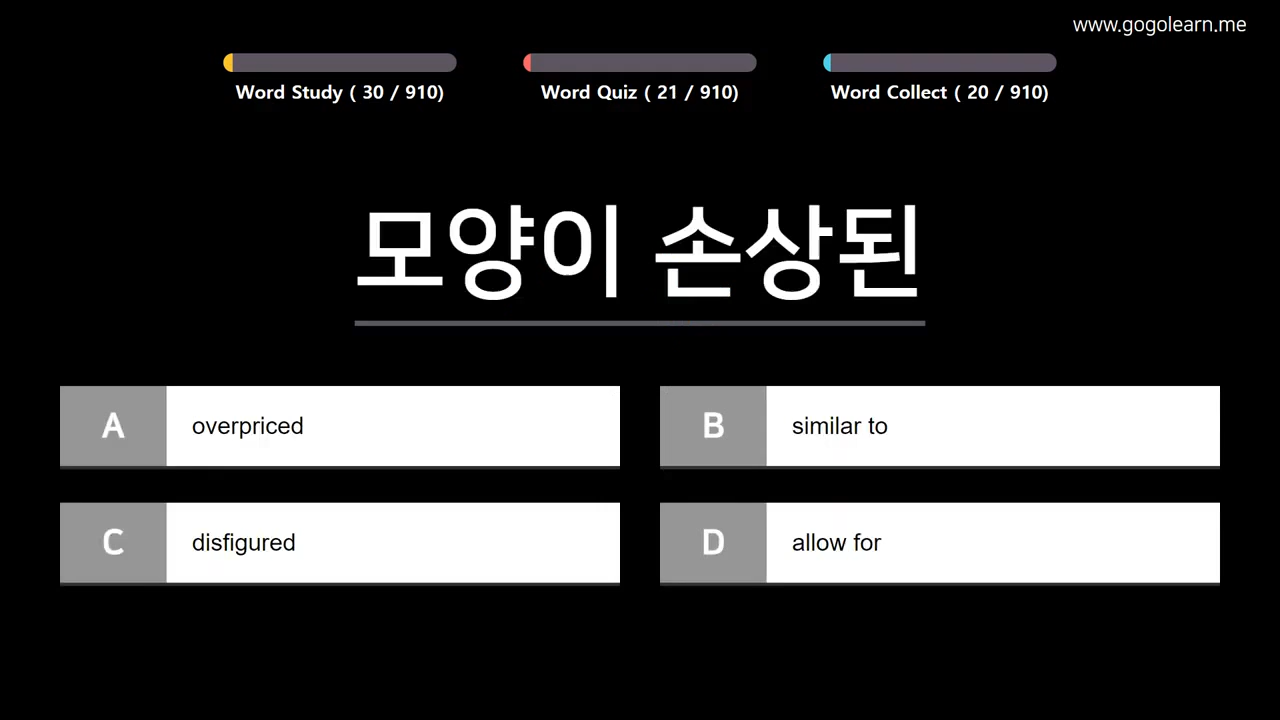 www.gogolearn.me
Word Study ( 30 / 910)
Word Quiz ( 21 / 910)
Word Collect ( 20 / 910)
모양이 손상된
A overpriced
B similar to
C disfigured
D allow for